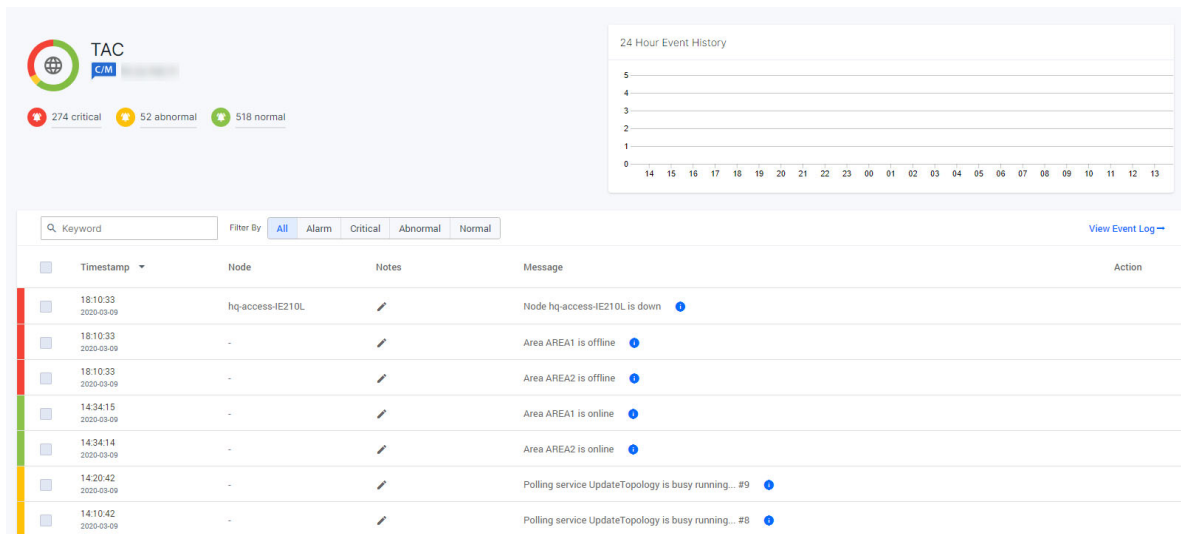 TAC
C/M
274 critical 52 abnormal 518 normal
24 Hour Event History
5
4
3
2
1
0
14 15 16 17 18 19 20 21 22 23 00 01 02 03 04 05 06 07 08 09 10 11 12 13
Keyword Filter By All Alarm Critical Abnormal Normal View Event Log
Timestamp Node Notes Message Action
18:10:33 hq-access-IE210L Node hq-access-IE210L is down
2020-03-09
18:10:33 - Area AREA1 is offline
2020-03-09
18:10:33 - Area AREA2 is offline
2020-03-09
14:34:15 - Area AREA1 is online
2020-03-09
14:34:14 - Area AREA2 is online
2020-03-09
14:20:42 - Polling service UpdateTopology is busy running... #9
2020-03-09
14:10:42 - Polling service UpdateTopology is busy running... #8
2020-03-09